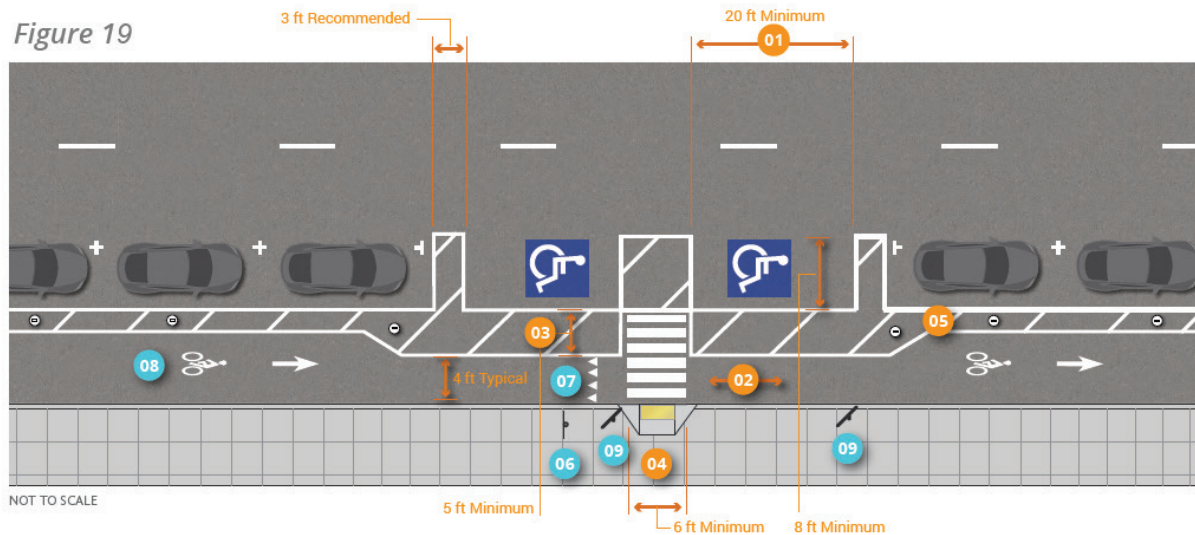 Figure 19
3 ft Recommended
20 ft Minimum
01
03
05
08
4 ft Typical
07
02
06
09
04
09
NOT TO SCALE
5 ft Minimum
6 ft Minimum
8 ft Minimum